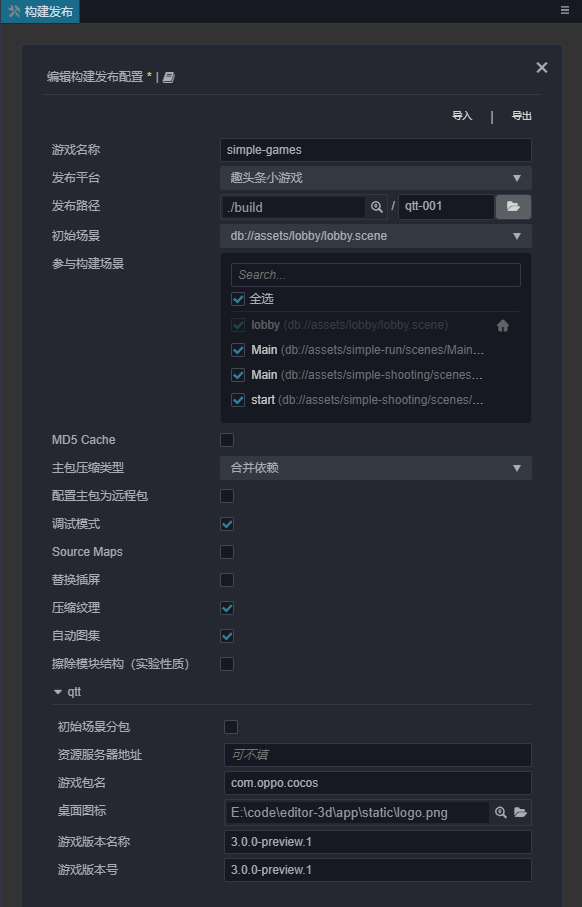 构建发布
编辑构建发布配置 * |
导入 | 导出
游戏名称 simple-games
发布平台 趣头条小游戏
发布路径 ./build / qtt-001
初始场景 db://assets/lobby/lobby.scene
参与构建场景
Search...
全选
lobby (db://assets/lobby/lobby.scene)
Main (db://assets/simple-run/scenes/Main...
Main (db://assets/simple-shooting/scenes...
start (db://assets/simple-shooting/scenes/...
MD5 Cache
主包压缩类型 合并依赖
配置主包为远程包
调试模式
Source Maps
替换插屏
压缩纹理
自动图集
擦除模块结构（实验性质）
qtt
初始场景分包
资源服务器地址 可不填
游戏包名 com.oppo.cocos
桌面图标 E:\code\editor-3d\app\static\logo.png
游戏版本名称 3.0.0-preview.1
游戏版本号 3.0.0-preview.1